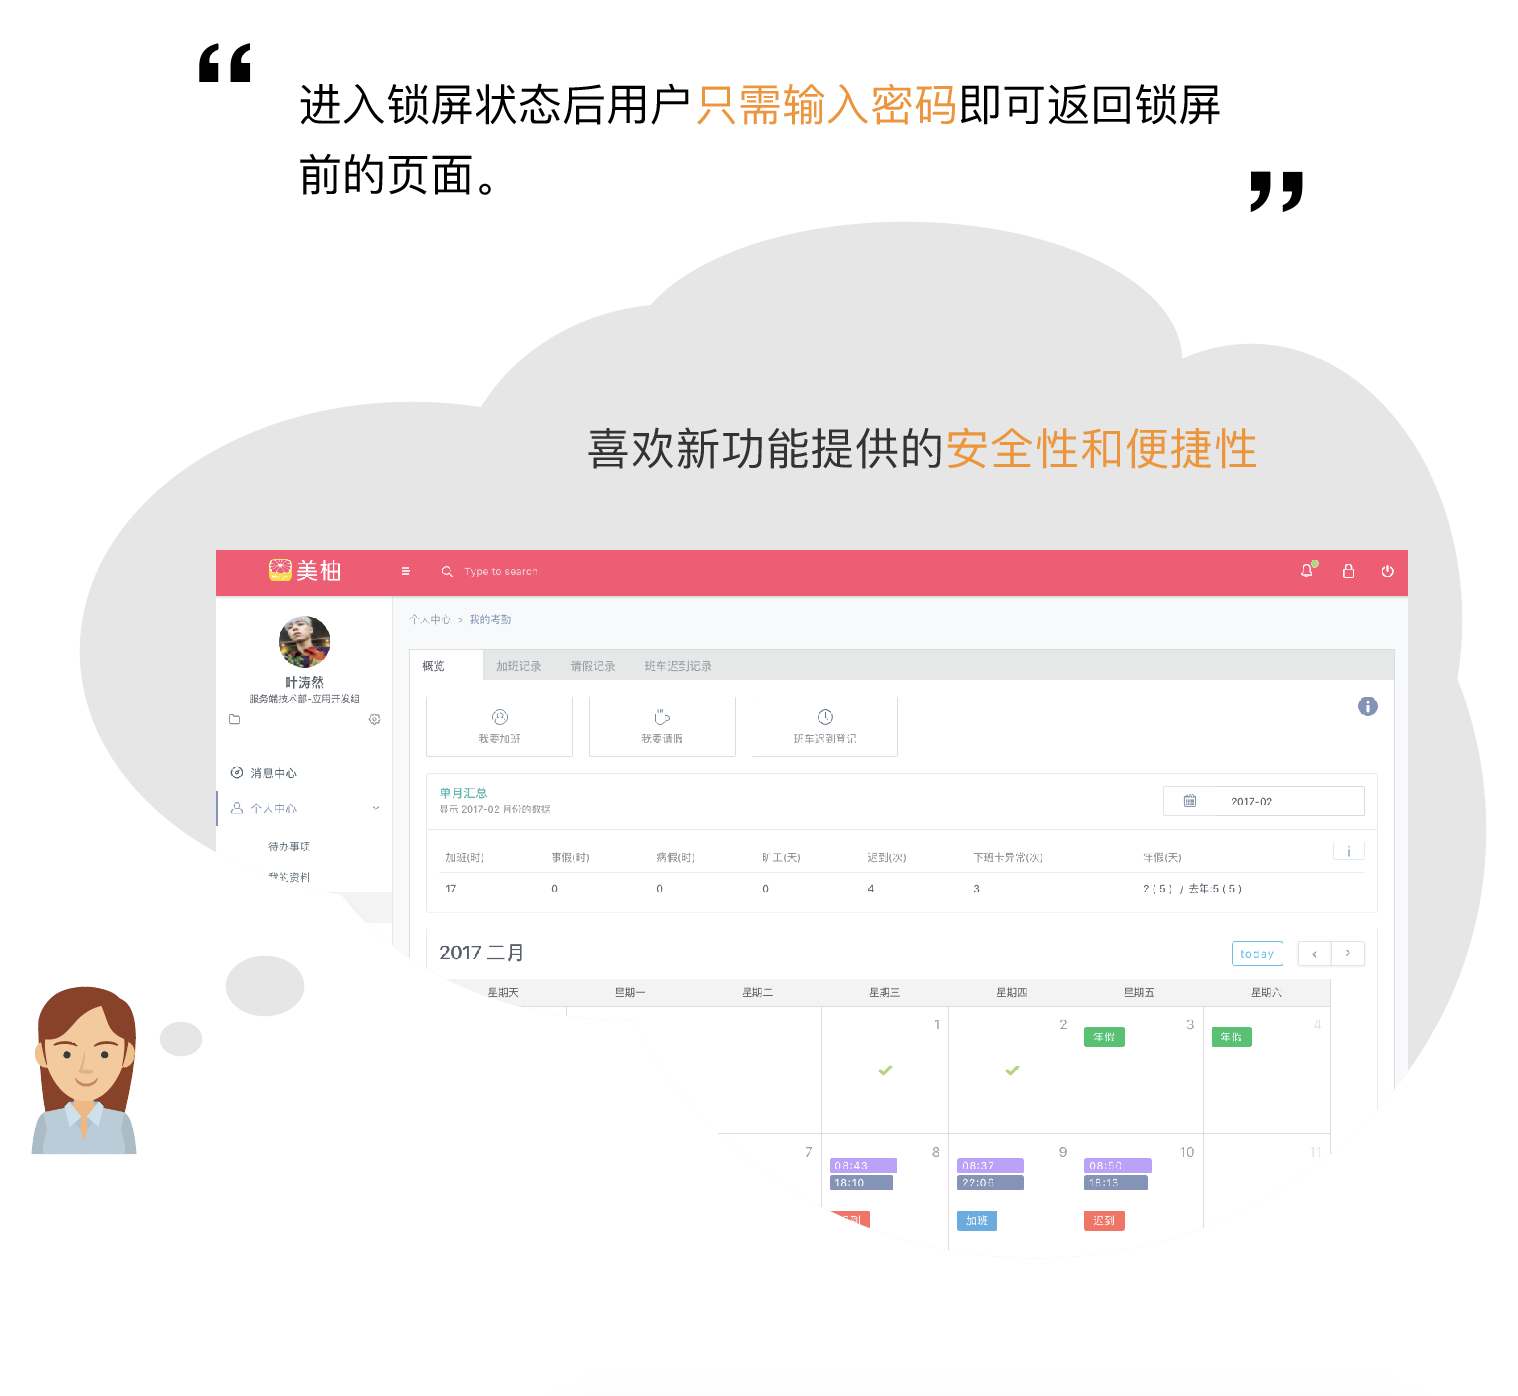 进入锁屏状态后用户只需输入密码即可返回锁屏
前的页面。
喜欢新功能提供的安全性和便捷性
美柚
Type to search
个人中心 > 我的考勤
叶涛然
服务端技术部-应用开发组
消息中心
个人中心
待办事项
我的资料
概览 加班记录 请假记录 班车迟到记录
我要加班 我要请假 班车迟到登记
单月汇总
显示 2017-02 月份的数据
2017-02
加班(时) 事假(时) 病假(时) 旷工(天) 迟到(次) 下班卡异常(次) 年假(天)
17 0 0 0 4 3 2 ( 5 ) / 去年:5 ( 5 )
2017 二月
today
星期天 星期一 星期二 星期三 星期四 星期五 星期六
1 2 3 4
年假 年假
7 8 9 10 11
08:43 08:37 08:50
18:10 22:06 18:13
迟到 加班 迟到